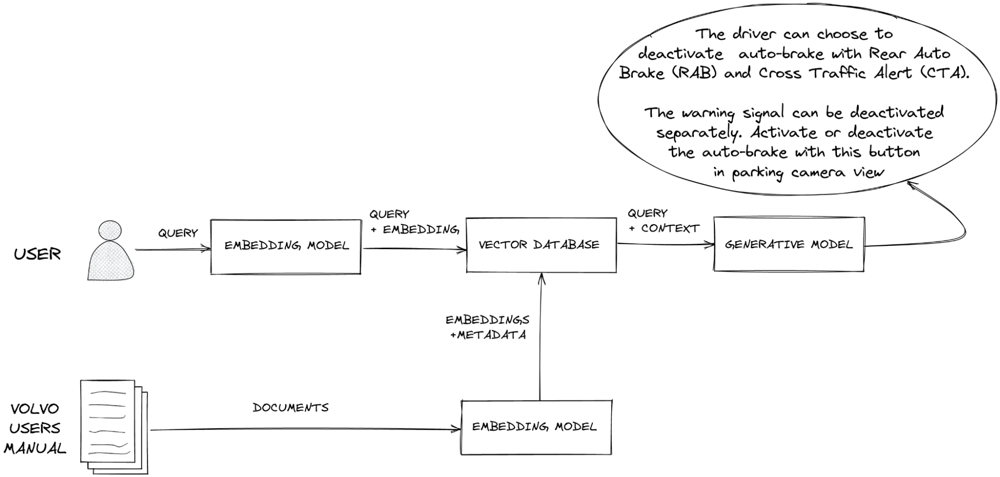 The driver can choose to
deactivate auto-brake with Rear Auto
Brake (RAB) and Cross Traffic Alert (CTA).
The warning signal can be deactivated
separately. Activate or deactivate
the auto-brake with this button
in parking camera view
USER
QUERY
EMBEDDING MODEL
QUERY
+ EMBEDDING
VECTOR DATABASE
QUERY
+ CONTEXT
GENERATIVE MODEL
EMBEDDINGS
+METADATA
VOLVO
USERS
MANUAL
DOCUMENTS
EMBEDDING MODEL